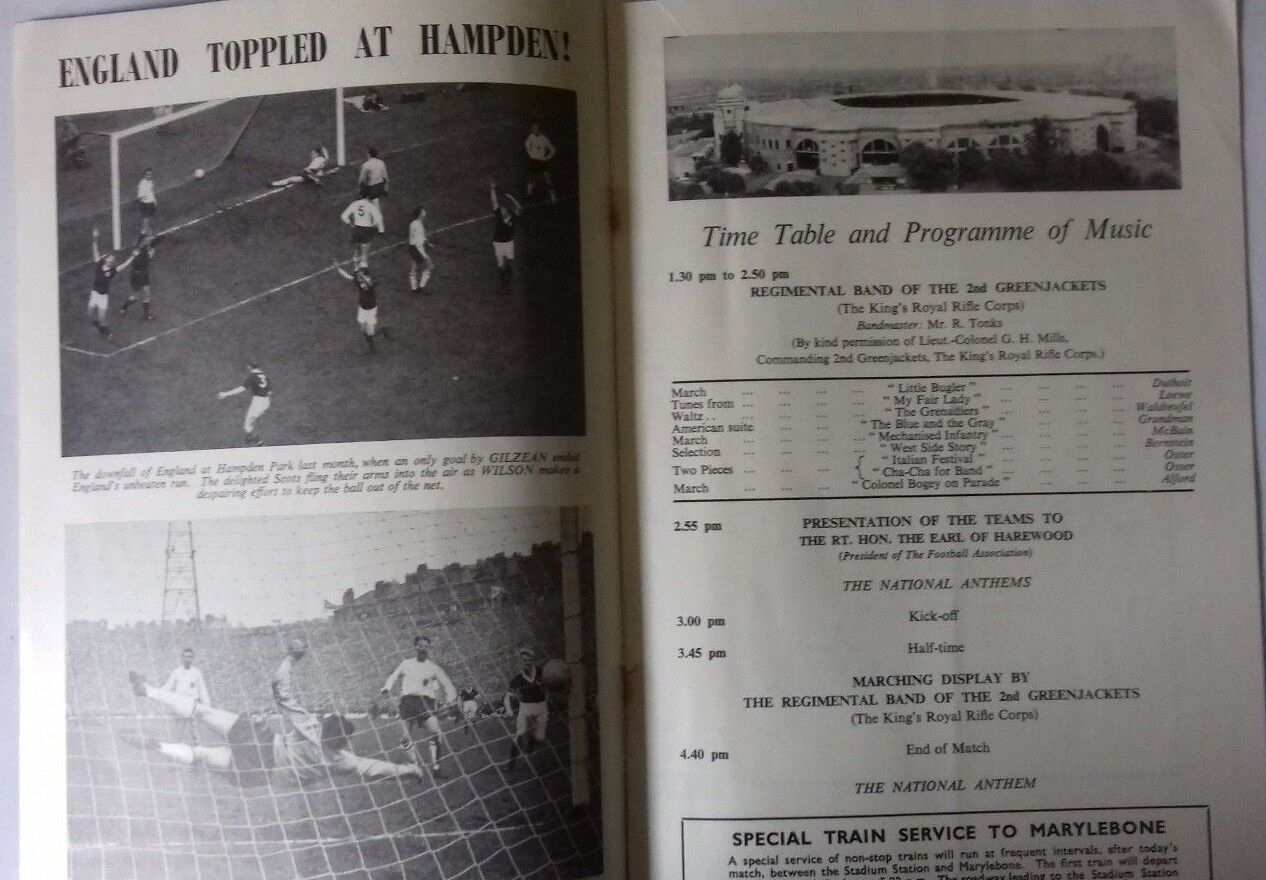 ENGLAND TOPPLED AT HAMPDEN!
5
3
The downfall of England at Hampden Park last month, when an only goal by GILZEAN ended
England's unbeaten run. The delighted Scots fling their arms into the air as WILSON makes a
despairing effort to keep the ball out of the net.
Time Table and Programme of Music
1.30 pm to 2.50 pm
REGIMENTAL BAND OF THE 2nd GREENJACKETS
(The King's Royal Rifle Corps)
Bandmaster: Mr. R. Tonks
(By kind permission of Lieut.-Colonel G. H. Mills,
Commanding 2nd Greenjackets, The King's Royal Rifle Corps.)
March ... ... ... "Little Bugler" ... ... ... ... Duthoit
Tunes from ... ... ... "My Fair Lady" ... ... ... ... Loewe
Waltz .. ... ... ... "The Grenadiers" ... ... ... ... Waldteufel
American suite ... ... "The Blue and the Gray" ... ... ... Grundman
March ... ... ... "Mechanised Infantry" ... ... ... ... McBain
Selection ... ... ... "West Side Story" ... ... ... ... Bernstein
Two Pieces ... ... { "Italian Festival" ... ... ... ... Osser
"Cha-Cha for Band" ... ... ... ... Osser
March ... ... ... "Colonel Bogey on Parade" ... ... ... Alford
2.55 pm PRESENTATION OF THE TEAMS TO
THE RT. HON. THE EARL OF HAREWOOD
(President of The Football Association)
THE NATIONAL ANTHEMS
3.00 pm Kick-off
3.45 pm Half-time
MARCHING DISPLAY BY
THE REGIMENTAL BAND OF THE 2nd GREENJACKETS
(The King's Royal Rifle Corps)
4.40 pm End of Match
THE NATIONAL ANTHEM
SPECIAL TRAIN SERVICE TO MARYLEBONE
A special service of non-stop trains will run at frequent intervals, after today's
match, between the Stadium Station and Marylebone. The first train will depart
The roadway leading to the Stadium Station